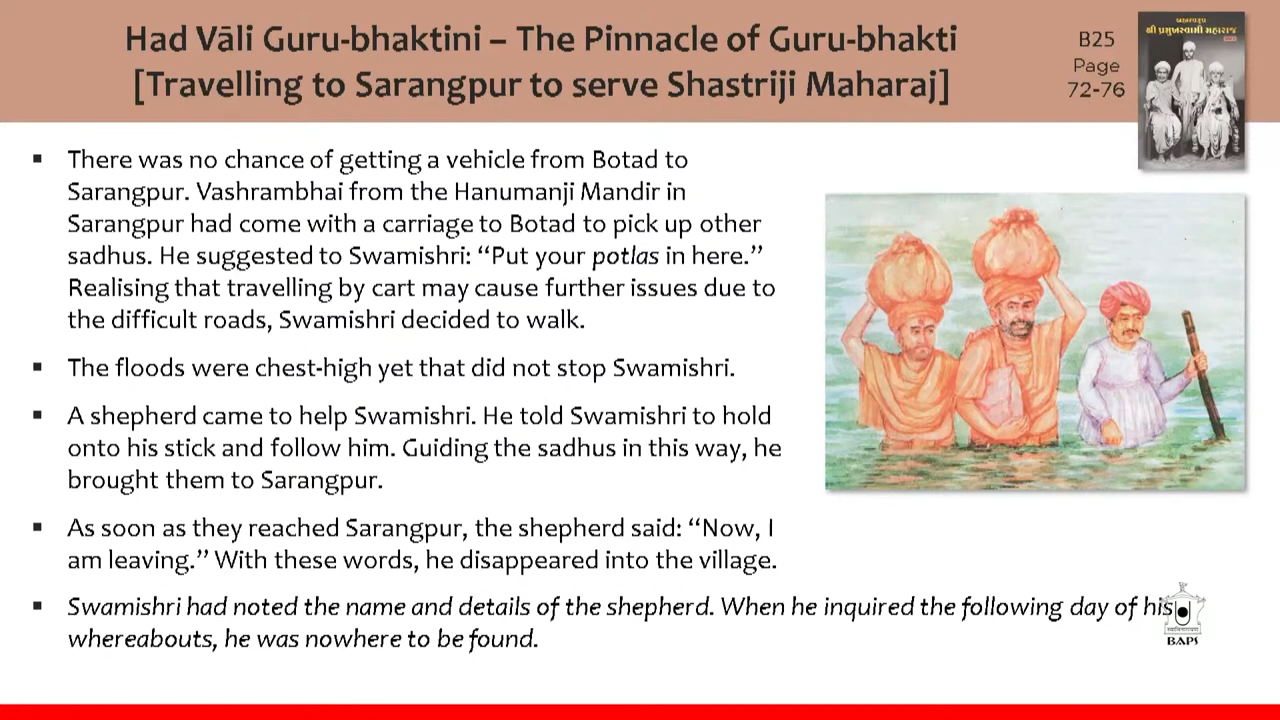 Had Vāli Guru-bhaktini – The Pinnacle of Guru-bhakti
[Travelling to Sarangpur to serve Shastriji Maharaj]
B25
Page
72-76
શ્રી પ્રમુખસ્વામી મહારાજ
▪ There was no chance of getting a vehicle from Botad to
Sarangpur. Vashrambhai from the Hanumanji Mandir in
Sarangpur had come with a carriage to Botad to pick up other
sadhus. He suggested to Swamishri: “Put your potlas in here.”
Realising that travelling by cart may cause further issues due to
the difficult roads, Swamishri decided to walk.
▪ The floods were chest-high yet that did not stop Swamishri.
▪ A shepherd came to help Swamishri. He told Swamishri to hold
onto his stick and follow him. Guiding the sadhus in this way, he
brought them to Sarangpur.
▪ As soon as they reached Sarangpur, the shepherd said: “Now, I
am leaving.” With these words, he disappeared into the village.
▪ Swamishri had noted the name and details of the shepherd. When he inquired the following day of his
whereabouts, he was nowhere to be found.
BAPS